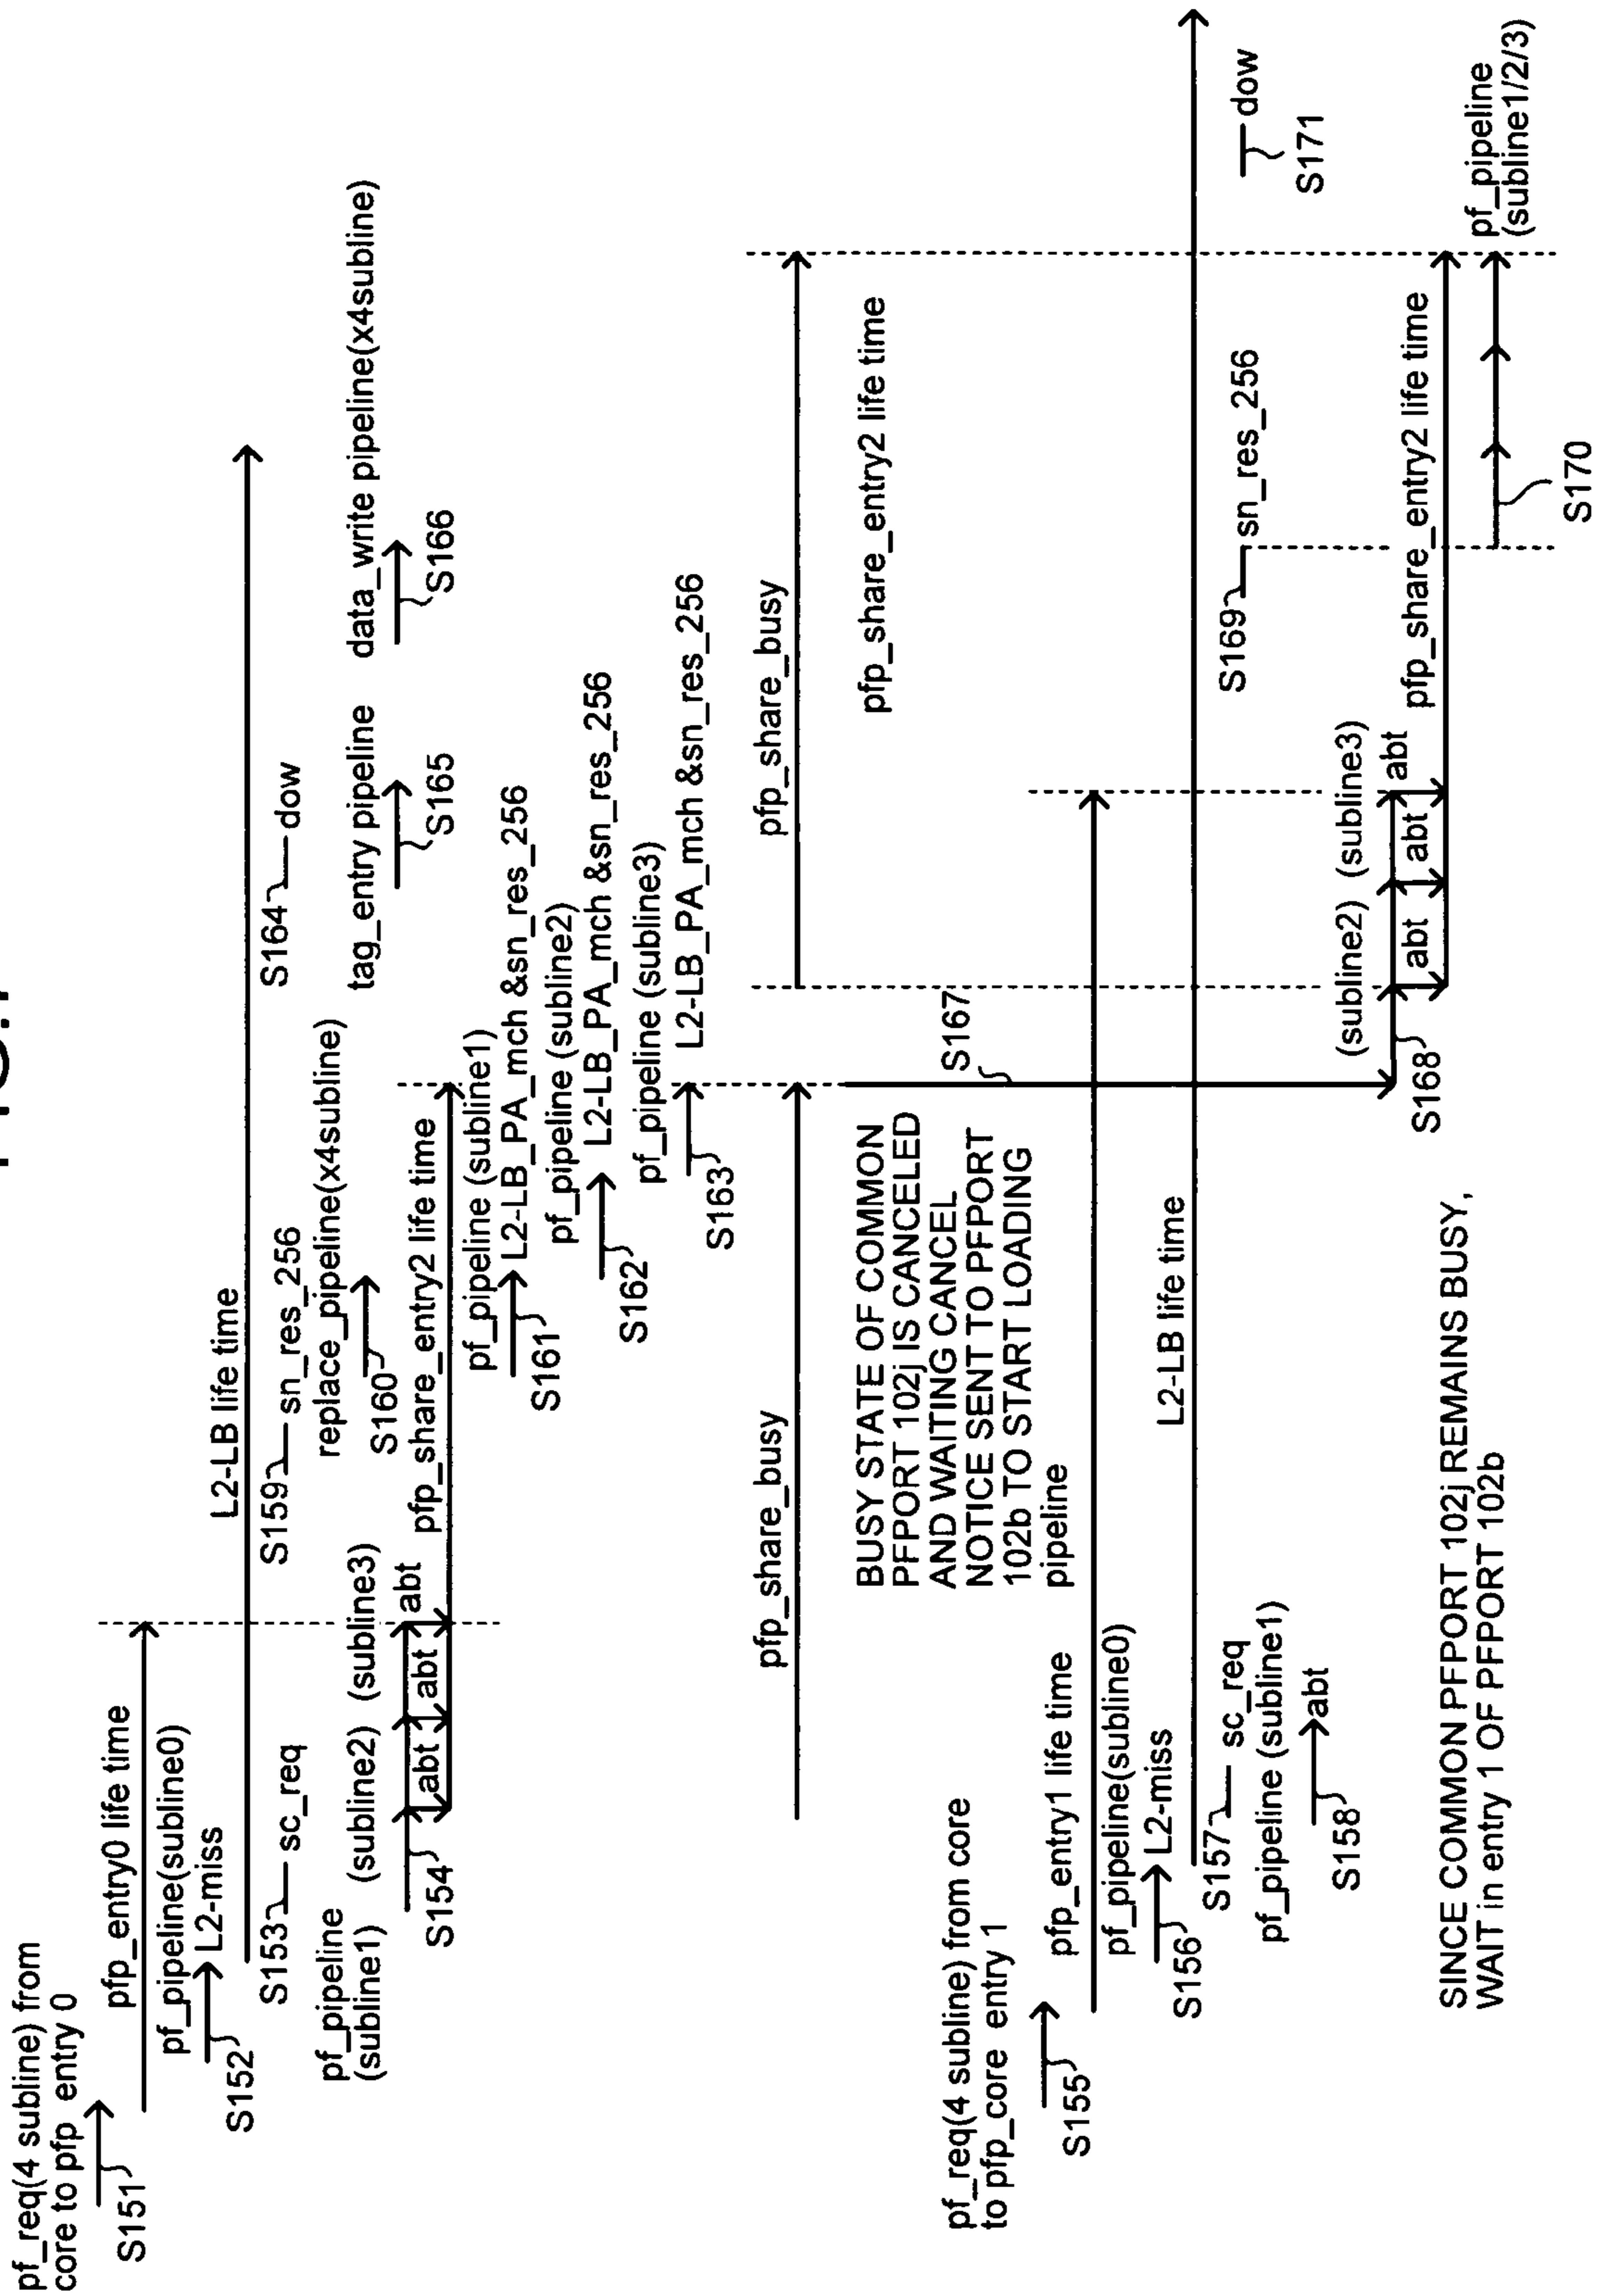 pf_req(4 subline) from
core to pfp entry 0
S151
pfp_entry0 life time
pf_pipeline(subline0)
L2-miss
S152
L2-LB life time
S153
sc_req
pf_pipeline
(subline1)
(subline2)
(subline3)
abt
abt
abt
S154
S159
sn_res_256
replace_pipeline(x4subline)
S160
pfp_share_entry2 life time
S164
dow
tag_entry pipeline
S165
data_write pipeline(x4subline)
S166
pf_pipeline (subline1)
L2-LB_PA_mch &sn_res_256
S161
pf_pipeline (subline2)
L2-LB_PA_mch &sn_res_256
S162
pf_pipeline (subline3)
L2-LB_PA_mch &sn_res_256
S163
pfp_share_busy
pfp_share_busy
pfp_share_entry2 life time
BUSY STATE OF COMMON
PFPORT 102j IS CANCELED
AND WAITING CANCEL
NOTICE SENT TO PFPORT
102b TO START LOADING
pipeline
S167
pf_req(4 subline) from core
to pfp_core entry 1
S155
pfp_entry1 life time
pf_pipeline(subline0)
L2-miss
S156
L2-LB life time
S157
sc_req
pf_pipeline (subline1)
abt
S158
S169
sn_res_256
S171
dow
(subline2)
(subline3)
abt
abt
abt
S168
pfp_share_entry2 life time
pf_pipeline
(subline1/2/3)
S170
SINCE COMMON PFPORT 102j REMAINS BUSY,
WAIT in entry 1 OF PFPORT 102b